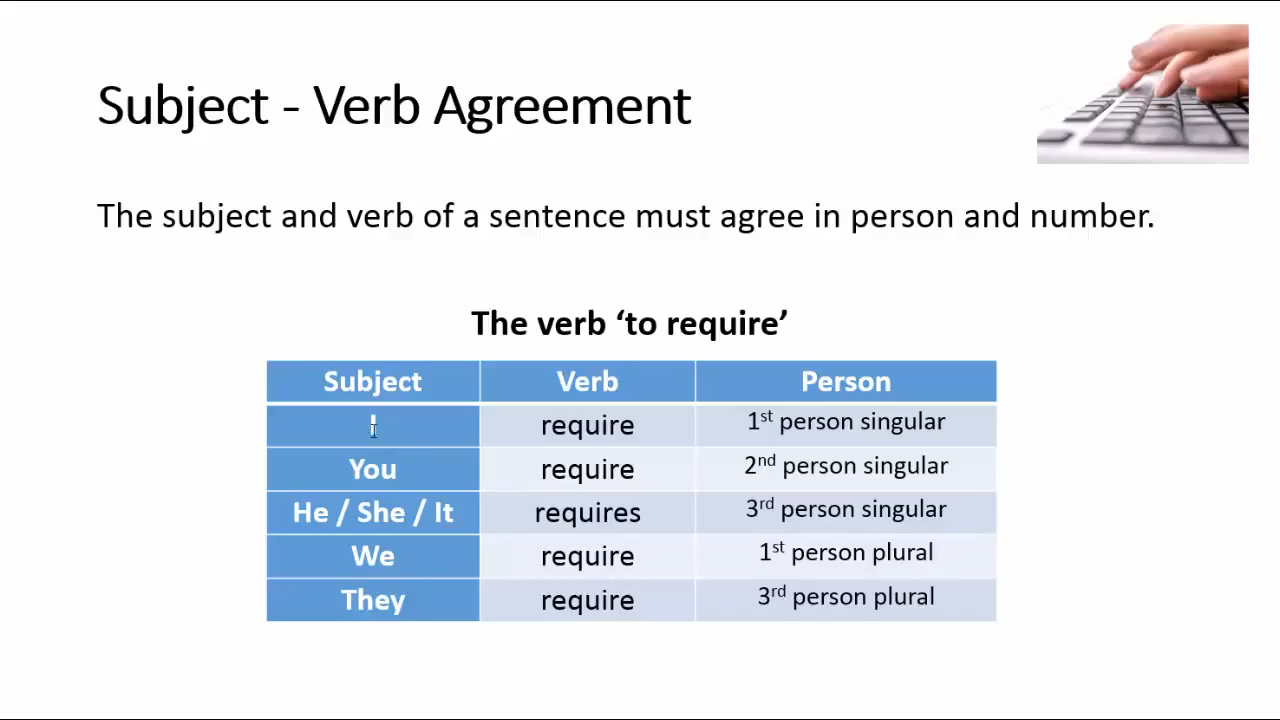 Subject - Verb Agreement
The subject and verb of a sentence must agree in person and number.
The verb ‘to require’
Subject Verb Person
I require 1st person singular
You require 2nd person singular
He / She / It requires 3rd person singular
We require 1st person plural
They require 3rd person plural